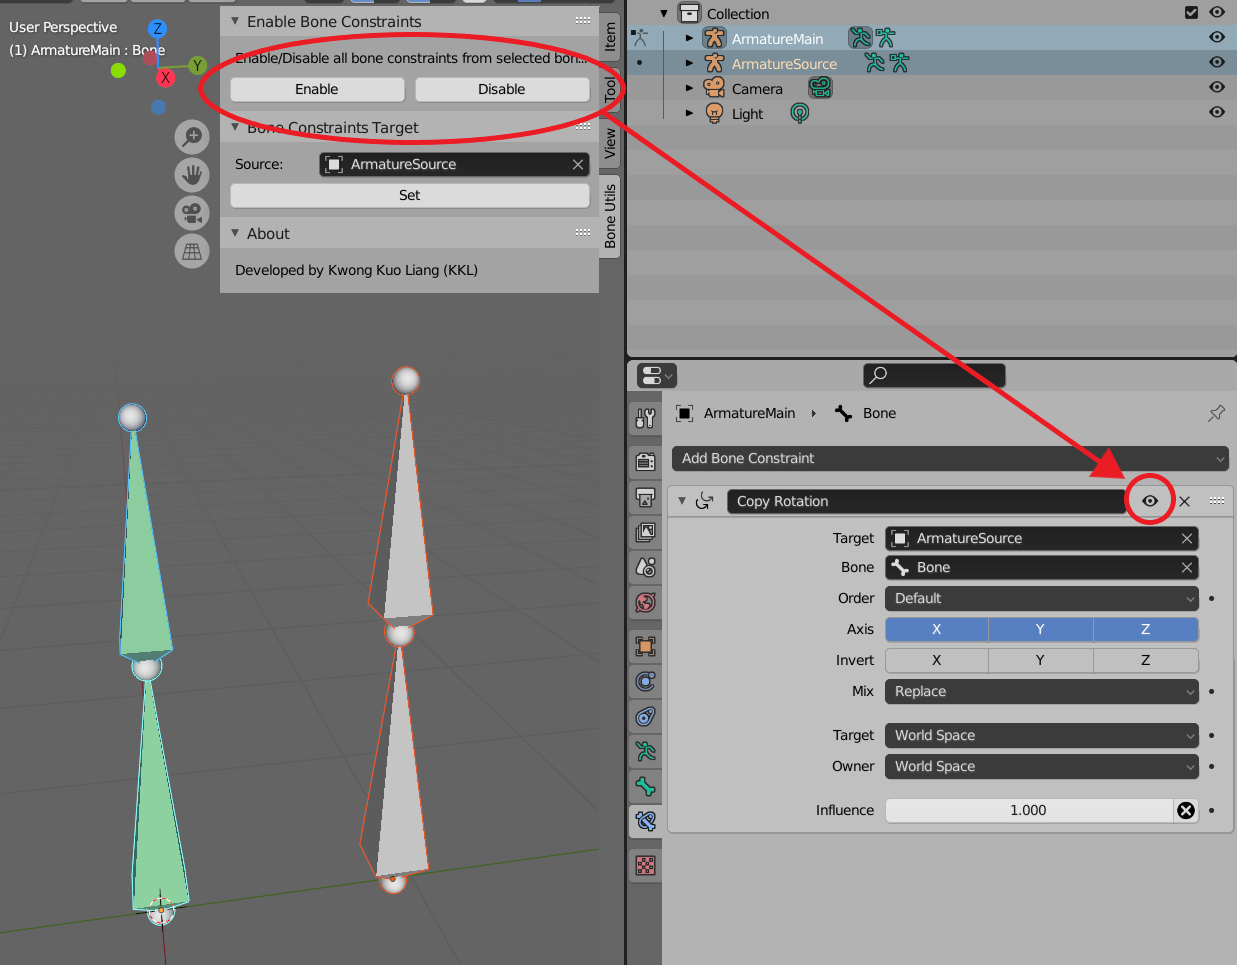 User Perspective
(1) ArmatureMain : Bone
Z
Y
X
Enable Bone Constraints
Enable/Disable all bone constraints from selected bon...
Enable
Disable
Bone Constraints Target
Source:
ArmatureSource
Set
About
Developed by Kwong Kuo Liang (KKL)
Item
Tool
View
Bone Utils
Collection
ArmatureMain
ArmatureSource
Camera
Light
ArmatureMain
Bone
Add Bone Constraint
Copy Rotation
Target
ArmatureSource
Bone
Bone
Order
Default
Axis
X
Y
Z
Invert
X
Y
Z
Mix
Replace
Target
World Space
Owner
World Space
Influence
1.000